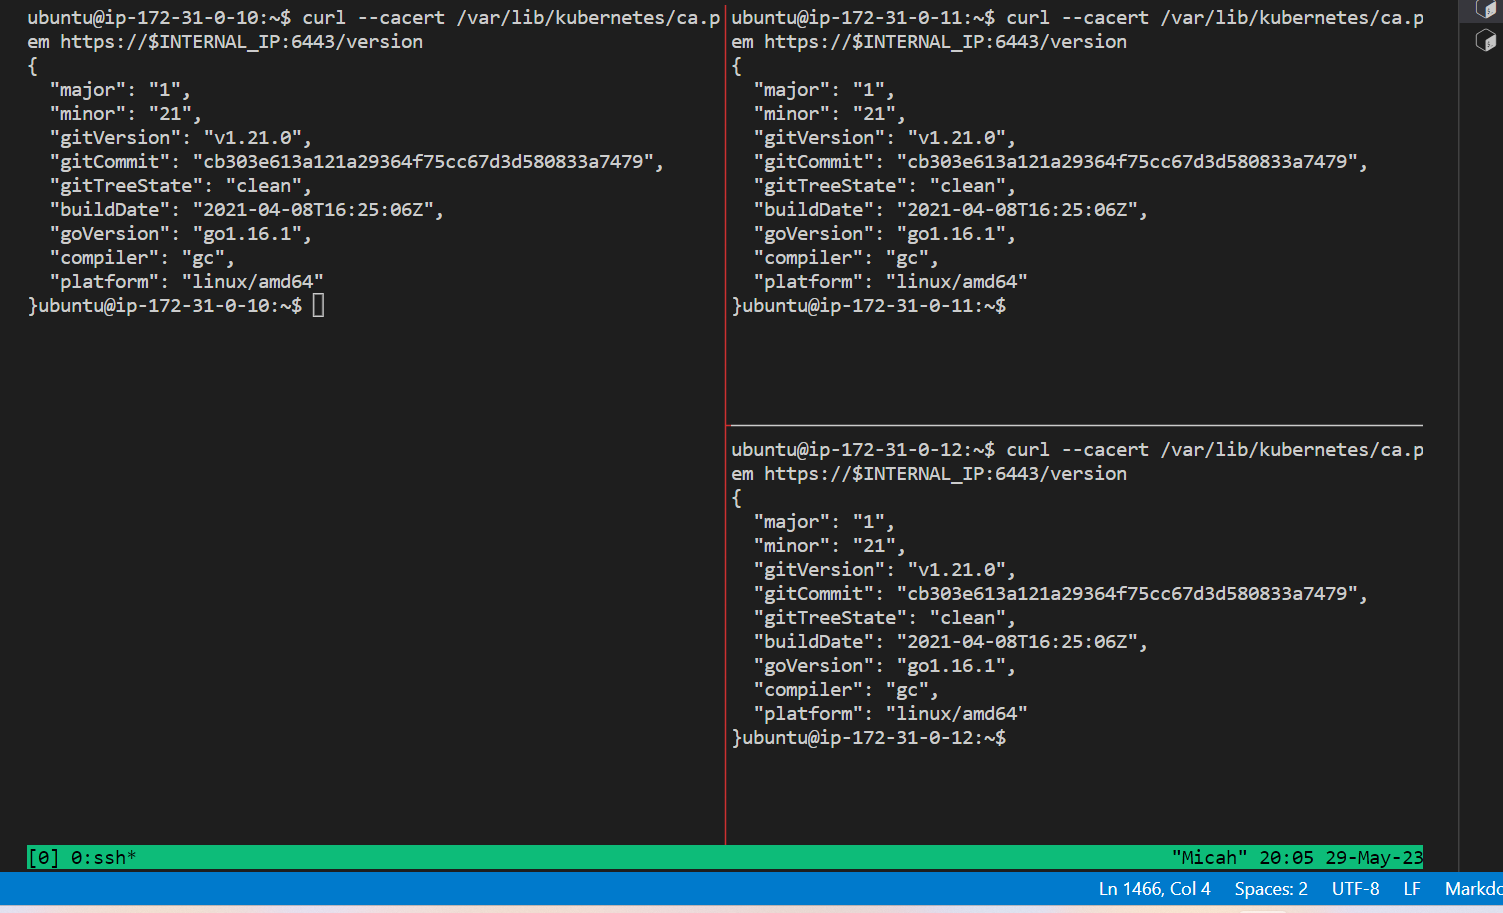 ubuntu@ip-172-31-0-10:~$ curl --cacert /var/lib/kubernetes/ca.p
em https://$INTERNAL_IP:6443/version
{
  "major": "1",
  "minor": "21",
  "gitVersion": "v1.21.0",
  "gitCommit": "cb303e613a121a29364f75cc67d3d580833a7479",
  "gitTreeState": "clean",
  "buildDate": "2021-04-08T16:25:06Z",
  "goVersion": "go1.16.1",
  "compiler": "gc",
  "platform": "linux/amd64"
}ubuntu@ip-172-31-0-10:~$
ubuntu@ip-172-31-0-11:~$ curl --cacert /var/lib/kubernetes/ca.p
em https://$INTERNAL_IP:6443/version
{
  "major": "1",
  "minor": "21",
  "gitVersion": "v1.21.0",
  "gitCommit": "cb303e613a121a29364f75cc67d3d580833a7479",
  "gitTreeState": "clean",
  "buildDate": "2021-04-08T16:25:06Z",
  "goVersion": "go1.16.1",
  "compiler": "gc",
  "platform": "linux/amd64"
}ubuntu@ip-172-31-0-11:~$
ubuntu@ip-172-31-0-12:~$ curl --cacert /var/lib/kubernetes/ca.p
em https://$INTERNAL_IP:6443/version
{
  "major": "1",
  "minor": "21",
  "gitVersion": "v1.21.0",
  "gitCommit": "cb303e613a121a29364f75cc67d3d580833a7479",
  "gitTreeState": "clean",
  "buildDate": "2021-04-08T16:25:06Z",
  "goVersion": "go1.16.1",
  "compiler": "gc",
  "platform": "linux/amd64"
}ubuntu@ip-172-31-0-12:~$
[0] 0:ssh* "Micah" 20:05 29-May-23
Ln 1466, Col 4 Spaces: 2 UTF-8 LF Markdo